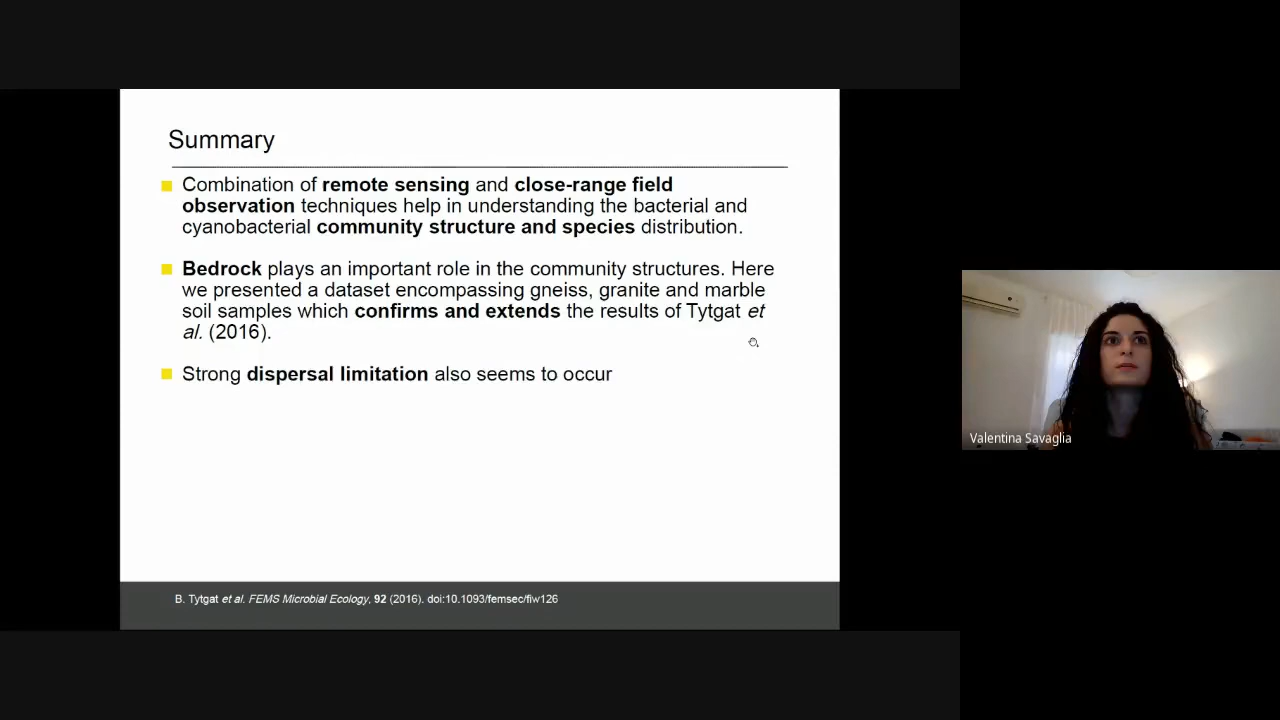 Summary
Combination of remote sensing and close-range field
observation techniques help in understanding the bacterial and
cyanobacterial community structure and species distribution.
Bedrock plays an important role in the community structures. Here
we presented a dataset encompassing gneiss, granite and marble
soil samples which confirms and extends the results of Tytgat et
al. (2016).
Strong dispersal limitation also seems to occur
B. Tytgat et al. FEMS Microbial Ecology, 92 (2016). doi:10.1093/femsec/fiw126
Valentina Savaglia